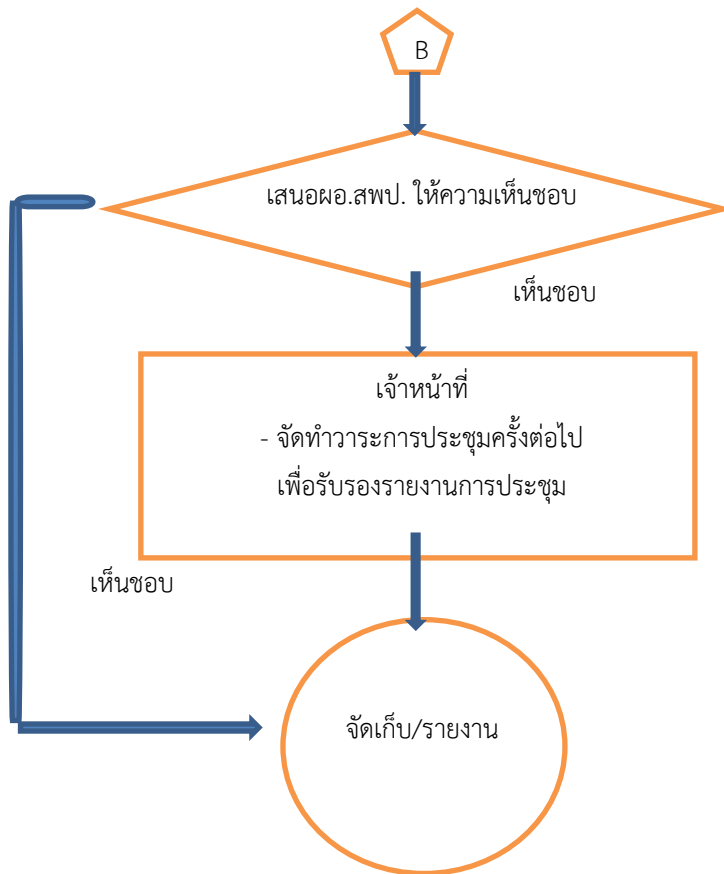 B
เสนอผอ.สพป. ให้ความเห็นชอบ
เห็นชอบ
เจ้าหน้าที่
- จัดทำวาระการประชุมครั้งต่อไป
เพื่อรับรองรายงานการประชุม
เห็นชอบ
จัดเก็บ/รายงาน